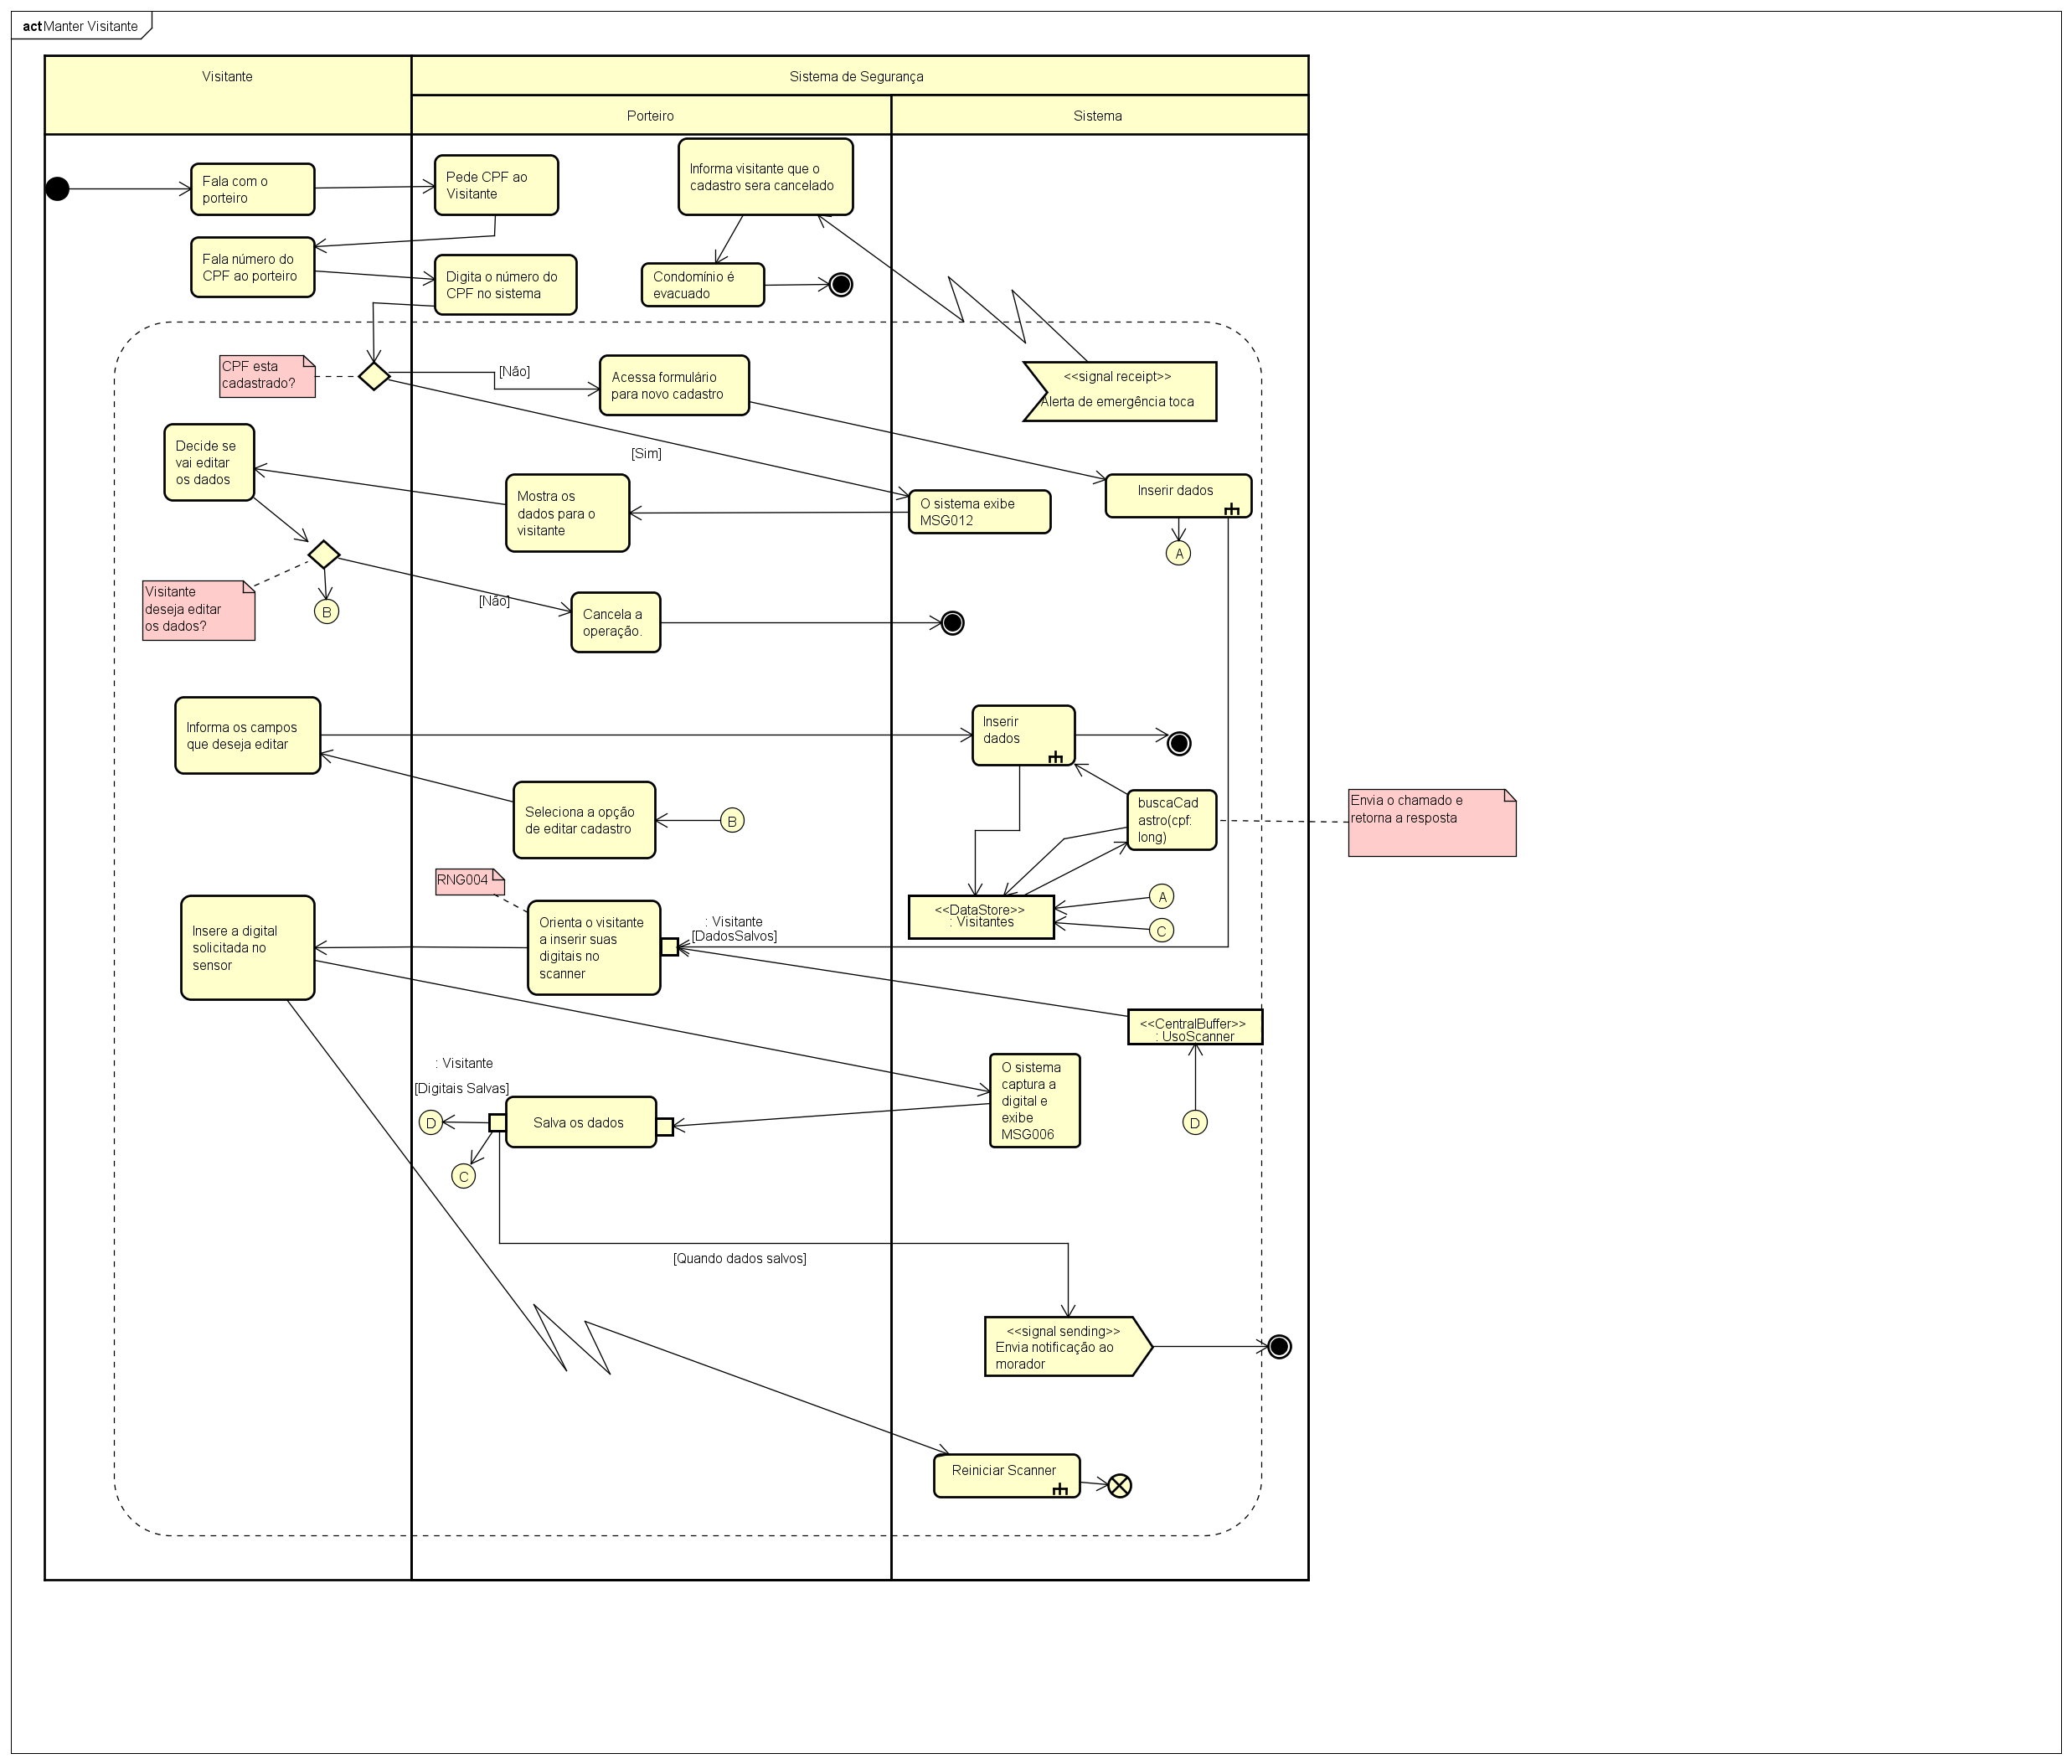 act Manter Visitante
Visitante
Sistema de Segurança
Porteiro
Sistema
Fala com o
porteiro
Pede CPF ao
Visitante
Informa visitante que o
cadastro sera cancelado
Fala número do
CPF ao porteiro
Digita o número do
CPF no sistema
Condomínio é
evacuado
CPF esta
cadastrado?
[Não]
Acessa formulário
para novo cadastro
<<signal receipt>>
Alerta de emergência toca
Decide se
vai editar
os dados
[Sim]
Mostra os
dados para o
visitante
O sistema exibe
MSG012
Inserir dados
A
Visitante
deseja editar
os dados?
B
[Não]
Cancela a
operação.
Informa os campos
que deseja editar
Inserir
dados
Seleciona a opção
de editar cadastro
B
buscaCad
astro(cpf:
long)
Envia o chamado e
retorna a resposta
RNG004
Insere a digital
solicitada no
sensor
Orienta o visitante
a inserir suas
digitais no
scanner
: Visitante
[DadosSalvos]
<<DataStore>>
: Visitantes
A
C
<<CentralBuffer>>
: UsoScanner
: Visitante
[Digitais Salvas]
D
Salva os dados
C
O sistema
captura a
digital e
exibe
MSG006
D
[Quando dados salvos]
<<signal sending>>
Envia notificação ao
morador
Reiniciar Scanner